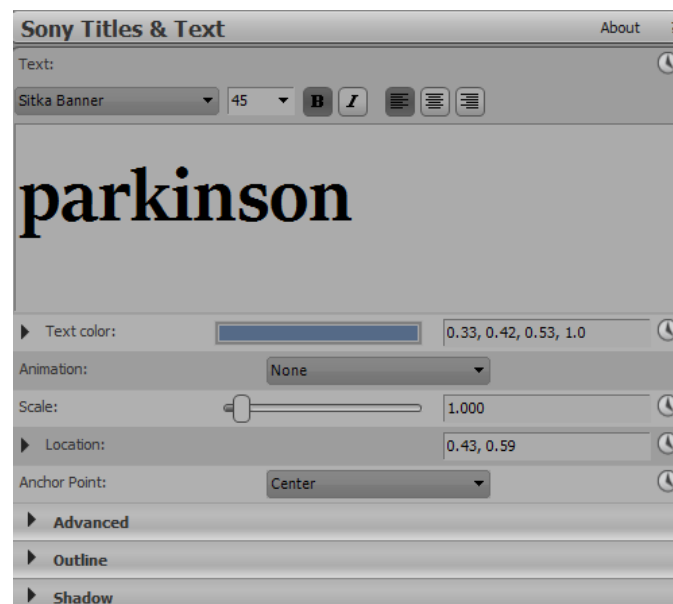 Sony Titles & Text About ?
Text:
Sitka Banner 45 B I
parkinson
Text color: 0.33, 0.42, 0.53, 1.0
Animation: None
Scale: 1.000
Location: 0.43, 0.59
Anchor Point: Center
Advanced
Outline
Shadow